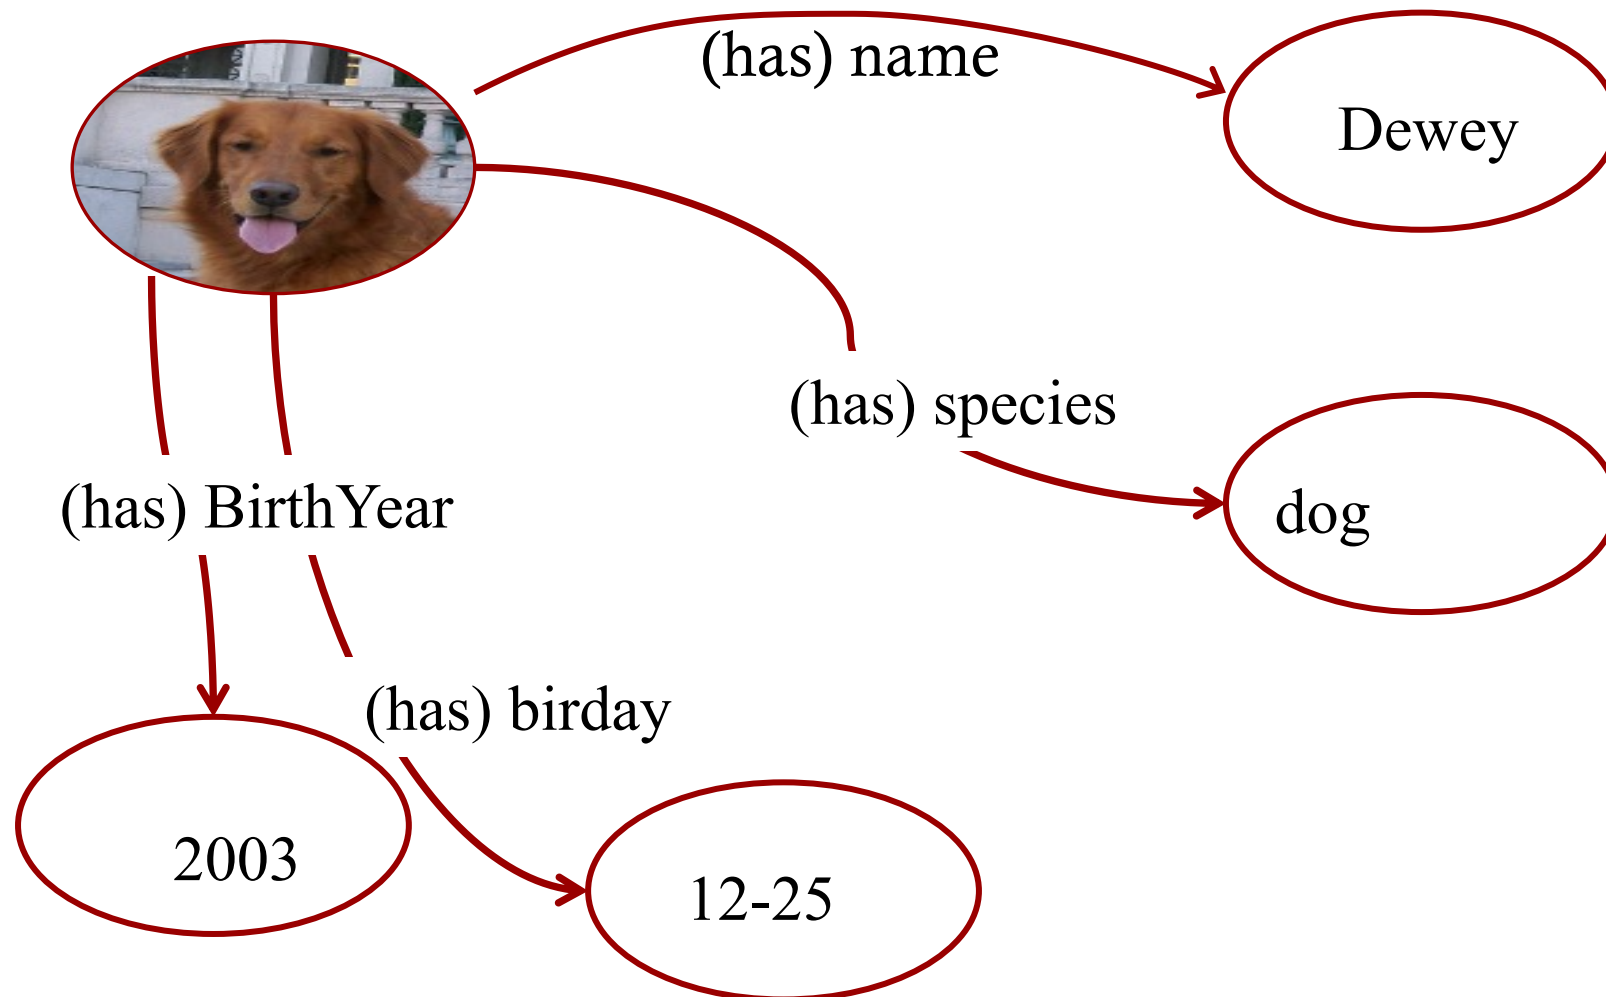 (has) name
Dewey
(has) species
dog
(has) BirthYear
(has) birday
2003
12-25